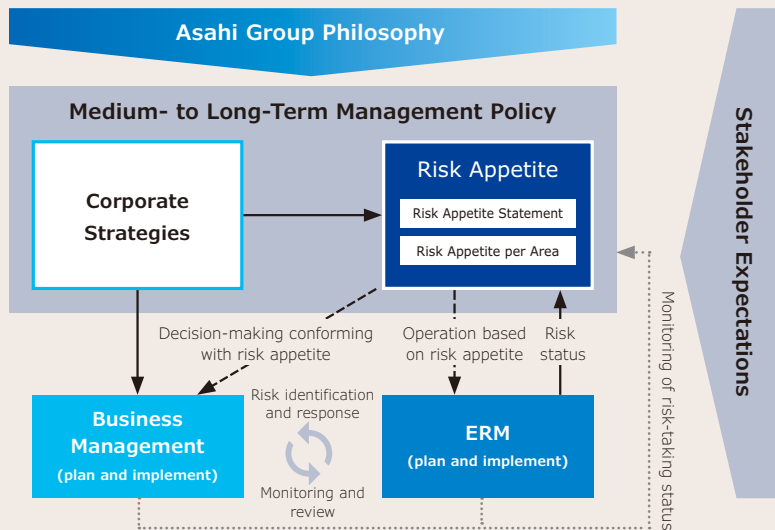 Asahi Group Philosophy
Medium- to Long-Term Management Policy
Corporate
Strategies
Risk Appetite
Risk Appetite Statement
Risk Appetite per Area
Decision-making conforming
with risk appetite
Operation based
on risk appetite
Risk
status
Business
Management
(plan and implement)
Risk identification
and response
Monitoring and
review
ERM
(plan and implement)
Monitoring of risk-taking status
Stakeholder Expectations